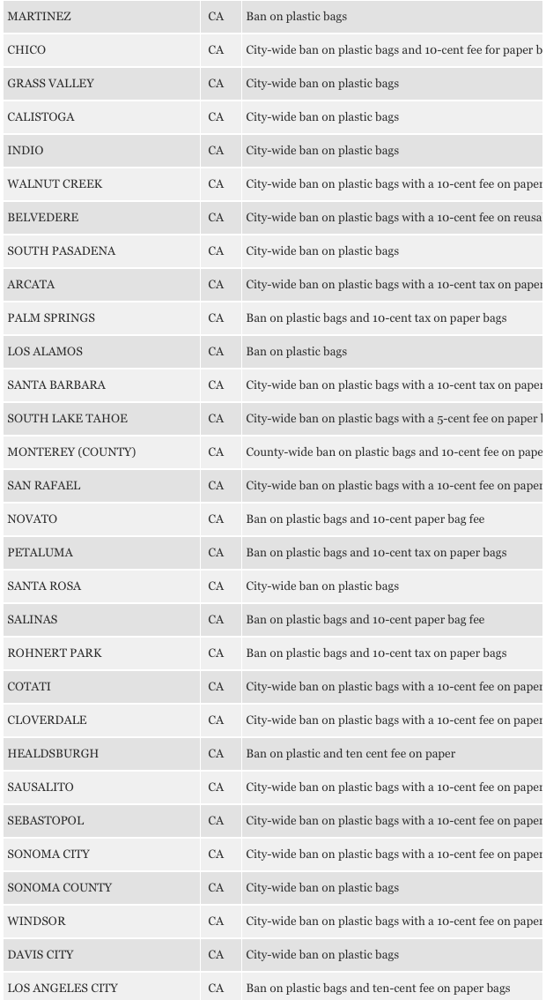 MARTINEZ CA Ban on plastic bags
CHICO CA City-wide ban on plastic bags and 10-cent fee for paper b
GRASS VALLEY CA City-wide ban on plastic bags
CALISTOGA CA City-wide ban on plastic bags
INDIO CA City-wide ban on plastic bags
WALNUT CREEK CA City-wide ban on plastic bags with a 10-cent fee on paper
BELVEDERE CA City-wide ban on plastic bags with a 10-cent fee on reusa
SOUTH PASADENA CA City-wide ban on plastic bags
ARCATA CA City-wide ban on plastic bags with a 10-cent tax on paper
PALM SPRINGS CA Ban on plastic bags and 10-cent tax on paper bags
LOS ALAMOS CA Ban on plastic bags
SANTA BARBARA CA City-wide ban on plastic bags with a 10-cent tax on paper
SOUTH LAKE TAHOE CA City-wide ban on plastic bags with a 5-cent fee on paper
MONTEREY (COUNTY) CA County-wide ban on plastic bags and 10-cent fee on pape
SAN RAFAEL CA City-wide ban on plastic bags with a 10-cent fee on paper
NOVATO CA Ban on plastic bags and 10-cent paper bag fee
PETALUMA CA Ban on plastic bags and 10-cent tax on paper bags
SANTA ROSA CA City-wide ban on plastic bags
SALINAS CA Ban on plastic bags and 10-cent paper bag fee
ROHNERT PARK CA Ban on plastic bags and 10-cent tax on paper bags
COTATI CA City-wide ban on plastic bags with a 10-cent fee on paper
CLOVERDALE CA City-wide ban on plastic bags with a 10-cent fee on paper
HEALDSBURGH CA Ban on plastic and ten cent fee on paper
SAUSALITO CA City-wide ban on plastic bags with a 10-cent fee on paper
SEBASTOPOL CA City-wide ban on plastic bags with a 10-cent fee on paper
SONOMA CITY CA City-wide ban on plastic bags with a 10-cent fee on paper
SONOMA COUNTY CA City-wide ban on plastic bags
WINDSOR CA City-wide ban on plastic bags with a 10-cent fee on paper
DAVIS CITY CA City-wide ban on plastic bags
LOS ANGELES CITY CA Ban on plastic bags and ten-cent fee on paper bags